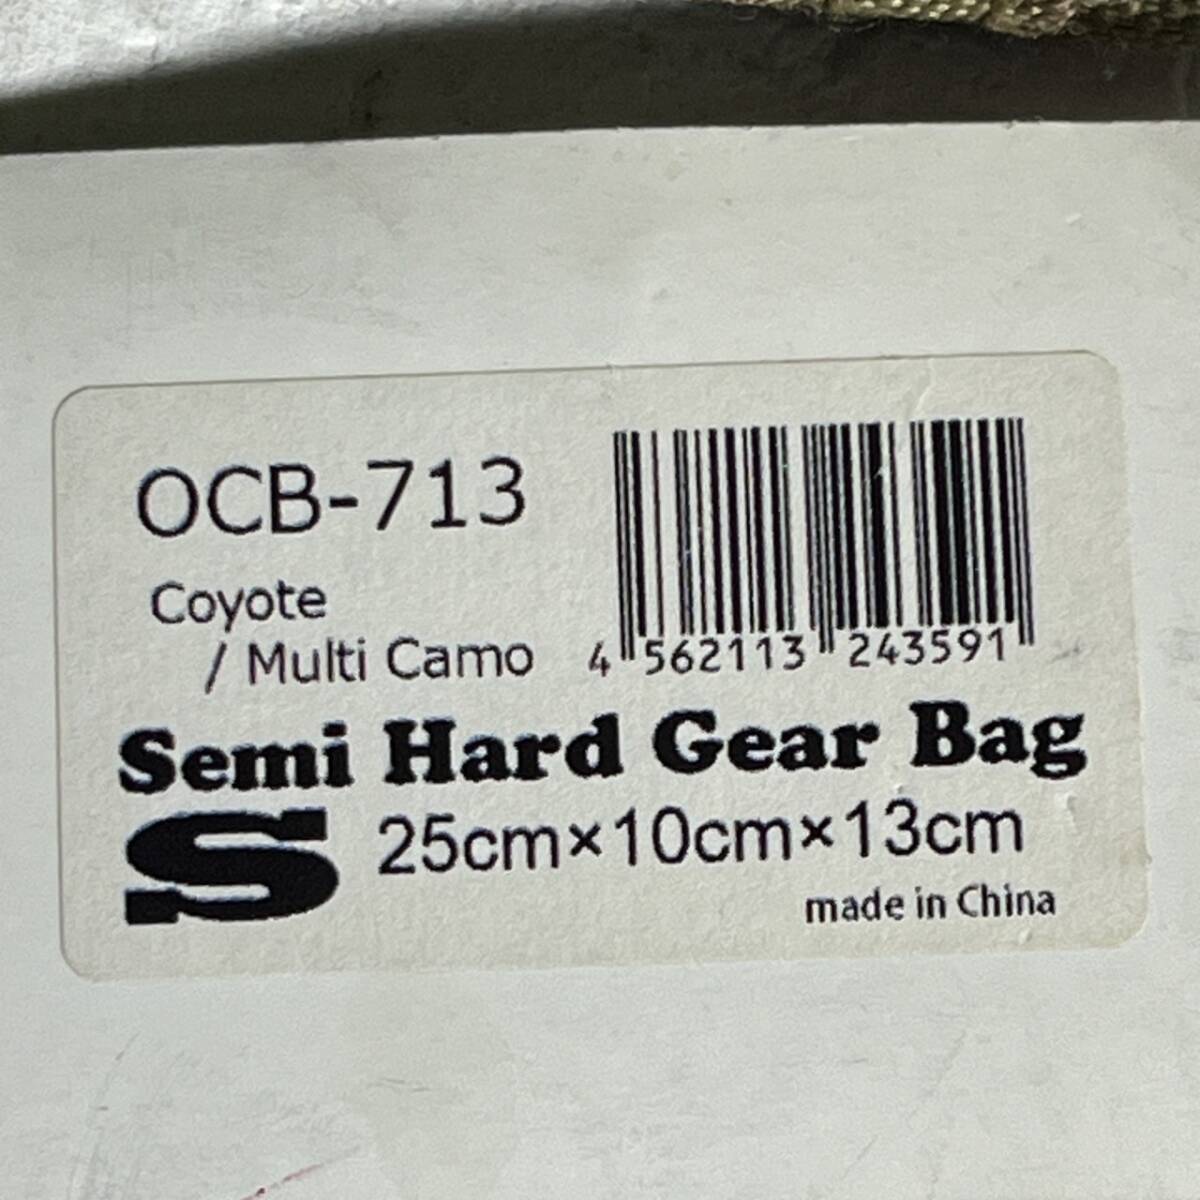 OCB-713
Coyote
/ Multi Camo
4 562113 243591
Semi Hard Gear Bag
S 25cm×10cm×13cm
made in China